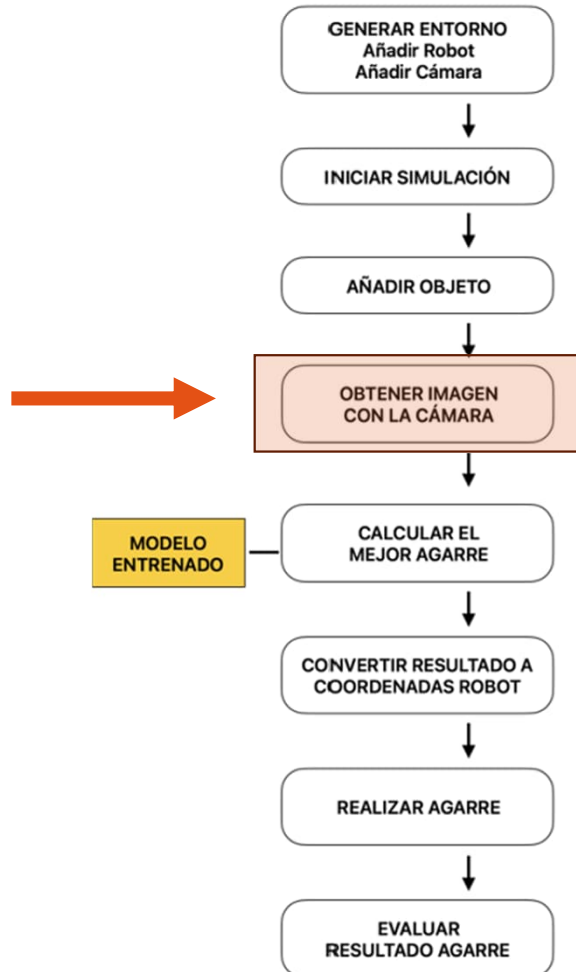 GENERAR ENTORNO
Añadir Robot
Añadir Cámara
INICIAR SIMULACIÓN
AÑADIR OBJETO
OBTENER IMAGEN
CON LA CÁMARA
MODELO
ENTRENADO
CALCULAR EL
MEJOR AGARRE
CONVERTIR RESULTADO A
COORDENADAS ROBOT
REALIZAR AGARRE
EVALUAR
RESULTADO AGARRE